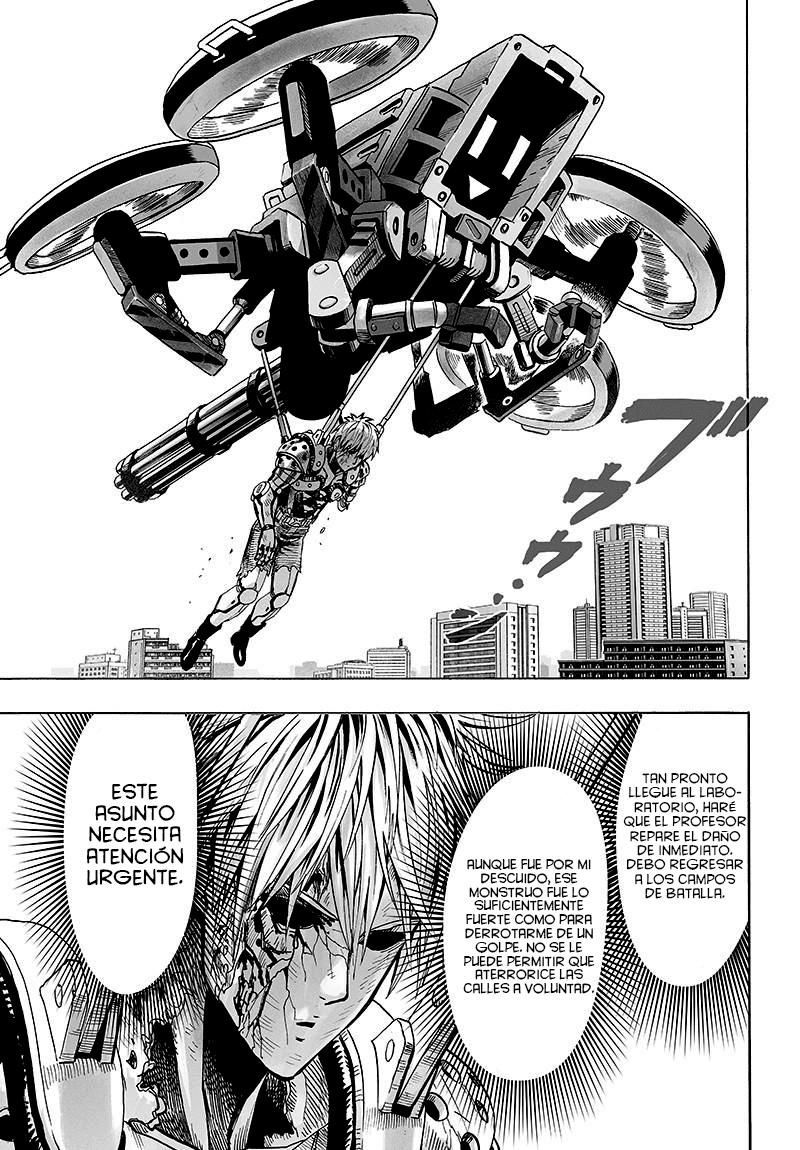 ブゥゥ...
TAN PRONTO
LLEGUE AL LABO-
RATORIO, HARÉ
QUE EL PROFESOR
REPARE EL DAÑO
DE INMEDIATO.
DEBO REGRESAR
A LOS CAMPOS
DE BATALLA.
AUNQUE FUE POR MI
DESCUIDO, ESE
MONSTRUO FUE LO
SUFICIENTEMENTE
FUERTE COMO PARA
DERROTARME DE UN
GOLPE. NO SE LE
PUEDE PERMITIR QUE
ATERRORICE LAS
CALLES A VOLUNTAD.
ESTE
ASUNTO
NECESITA
ATENCIÓN
URGENTE.